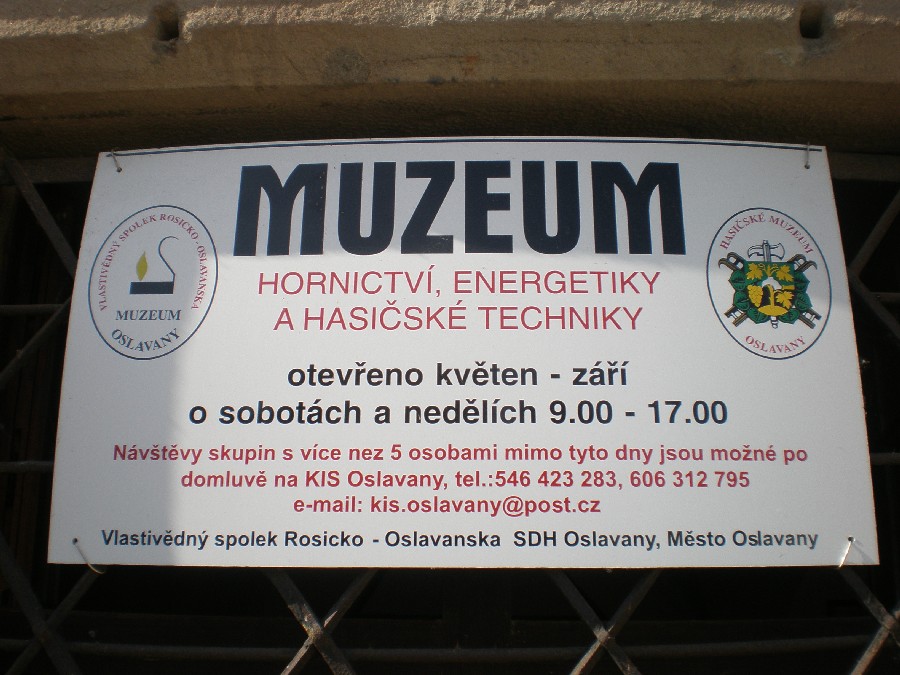 MUZEUM
HORNICTVÍ, ENERGETIKY
A HASIČSKÉ TECHNIKY
VLASTIVĚDNÝ SPOLEK ROSICKO - OSLAVANSKA
MUZEUM
OSLAVANY
HASIČSKÉ MUZEUM
OSLAVANY
otevřeno květen - září
o sobotách a nedělích 9.00 - 17.00
Návštěvy skupin s více nez 5 osobami mimo tyto dny jsou možné po
domluvě na KIS Oslavany, tel.:546 423 283, 606 312 795
e-mail: kis.oslavany@post.cz
Vlastivědný spolek Rosicko - Oslavanska SDH Oslavany, Město Oslavany